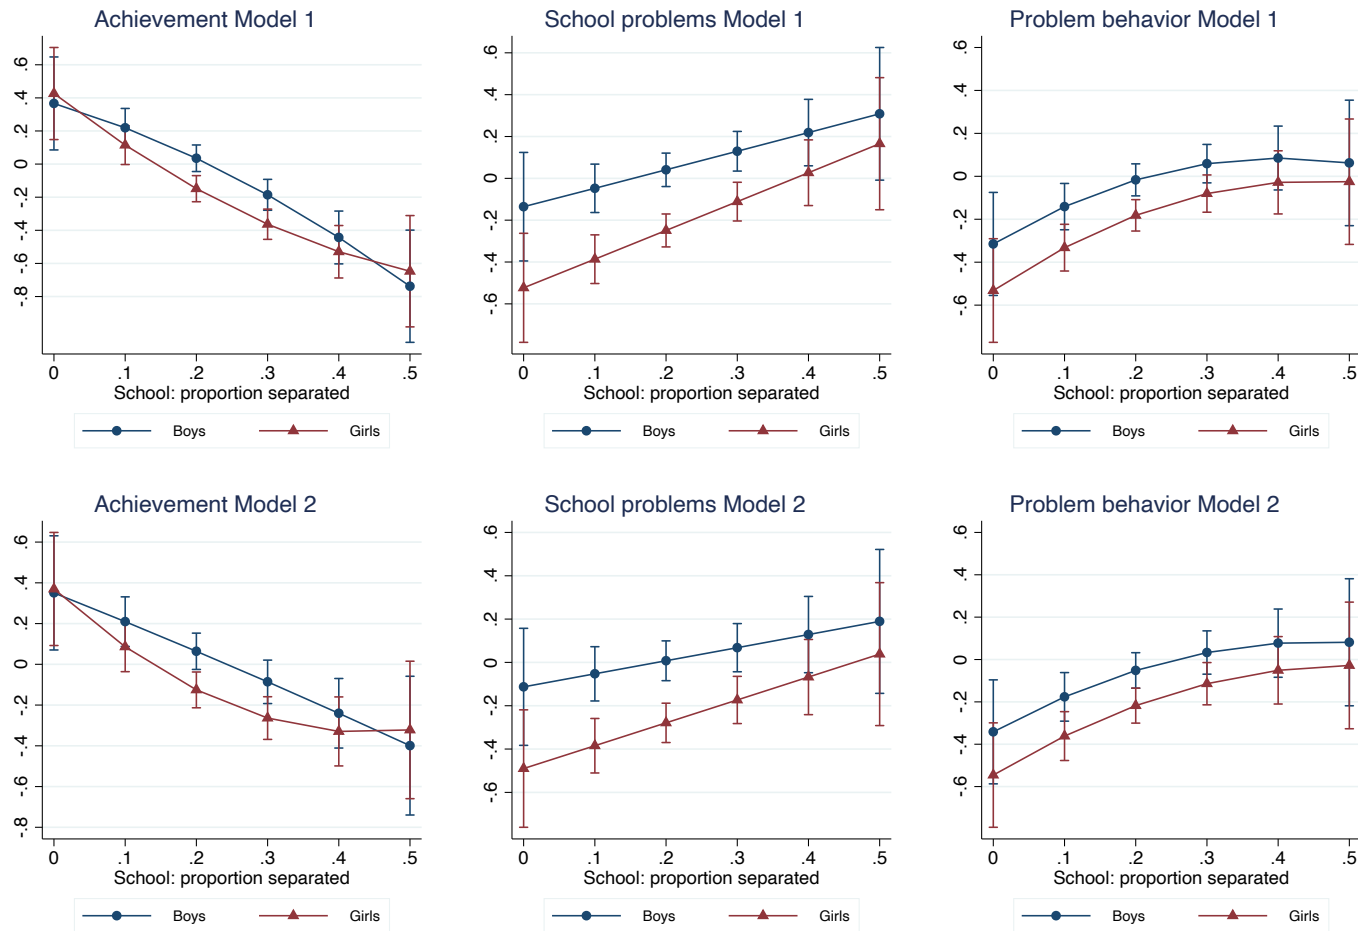 Achievement Model 1
.6
.4
.2
0
-.2
-.4
-.6
-.8
0 .1 .2 .3 .4 .5
School: proportion separated
Boys Girls
School problems Model 1
.6
.4
.2
0
-.2
-.4
-.6
0 .1 .2 .3 .4 .5
School: proportion separated
Boys Girls
Problem behavior Model 1
.6
.4
.2
0
-.2
-.4
-.6
0 .1 .2 .3 .4 .5
School: proportion separated
Boys Girls
Achievement Model 2
.6
.4
.2
0
-.2
-.4
-.6
-.8
0 .1 .2 .3 .4 .5
School: proportion separated
Boys Girls
School problems Model 2
.6
.4
.2
0
-.2
-.4
-.6
0 .1 .2 .3 .4 .5
School: proportion separated
Boys Girls
Problem behavior Model 2
.6
.4
.2
0
-.2
-.4
-.6
0 .1 .2 .3 .4 .5
School: proportion separated
Boys Girls